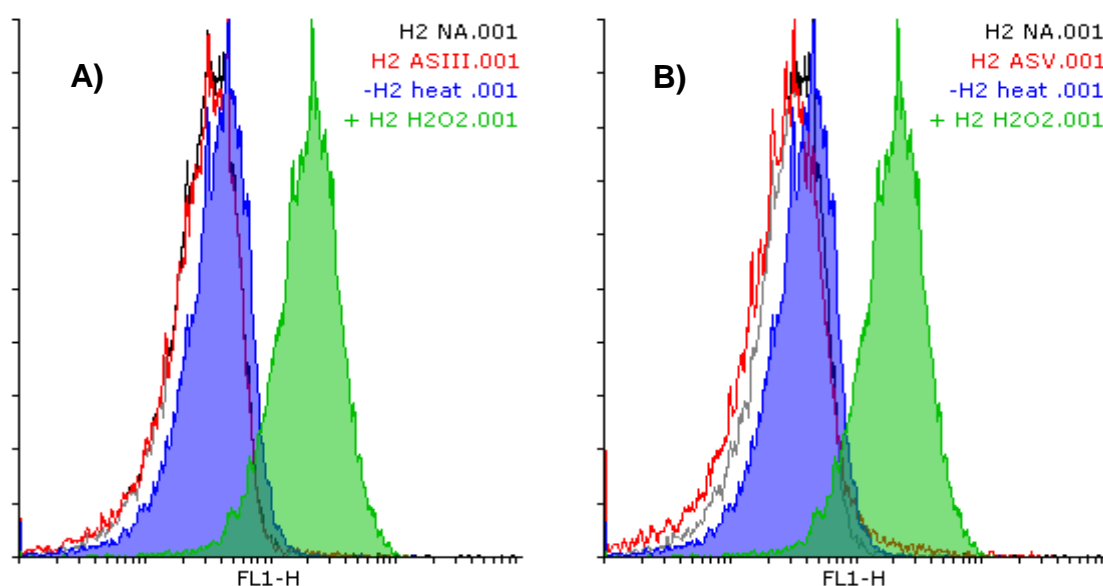 A)
H2 NA.001
H2 ASIII.001
-H2 heat .001
+ H2 H2O2.001
FL1-H
B)
H2 NA.001
H2 ASV.001
-H2 heat .001
+ H2 H2O2.001
FL1-H